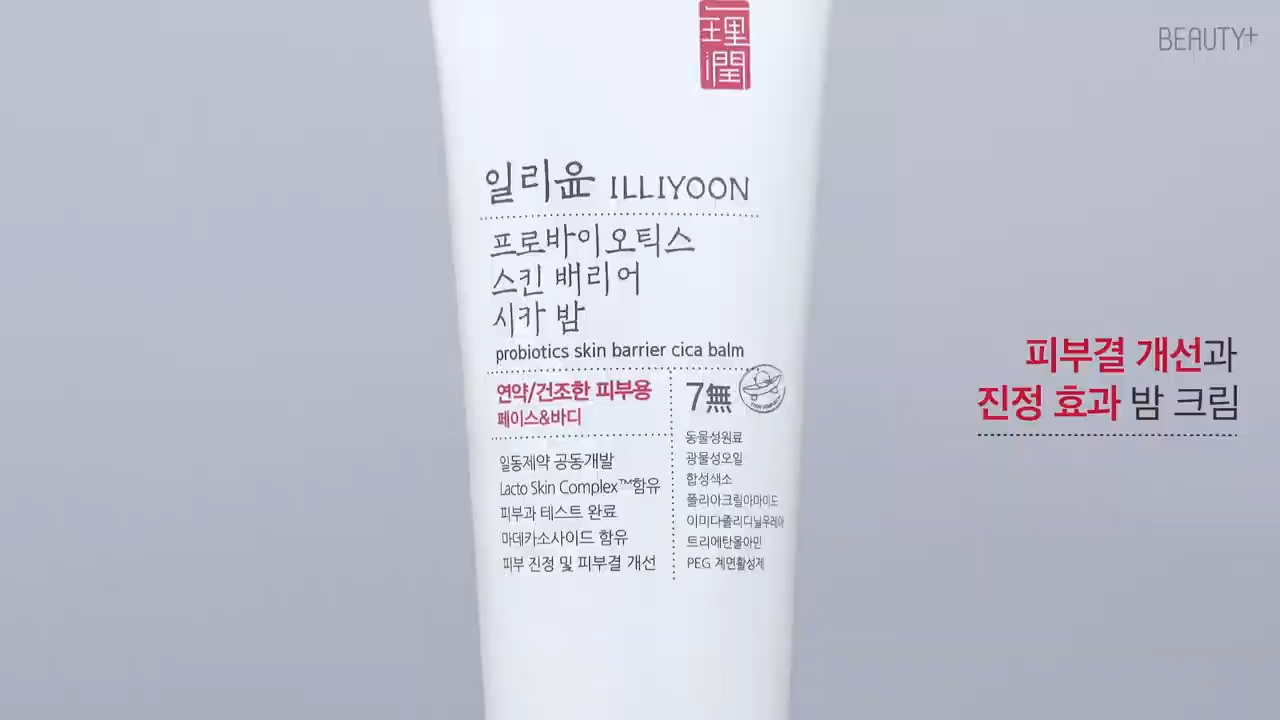 BEAUTY+
一
理
潤
일리윤 ILLIYOON
프로바이오틱스
스킨 배리어
시카 밤
probiotics skin barrier cica balm
연약/건조한 피부용
페이스&바디
일동제약 공동개발
Lacto Skin Complex™함유
피부과 테스트 완료
마데카소사이드 함유
피부 진정 및 피부결 개선
7無
동물성원료
광물성오일
합성색소
폴리아크릴아마이드
이미다졸리디닐우레아
트리에탄올아민
PEG 계면활성제
피부결 개선과
진정 효과 밤 크림